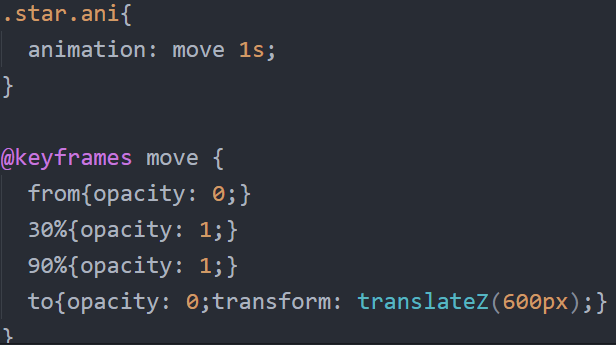 .star.ani{
animation: move 1s;
}
@keyframes move {
from{opacity: 0;}
30%{opacity: 1;}
90%{opacity: 1;}
to{opacity: 0;transform: translateZ(600px);}
}